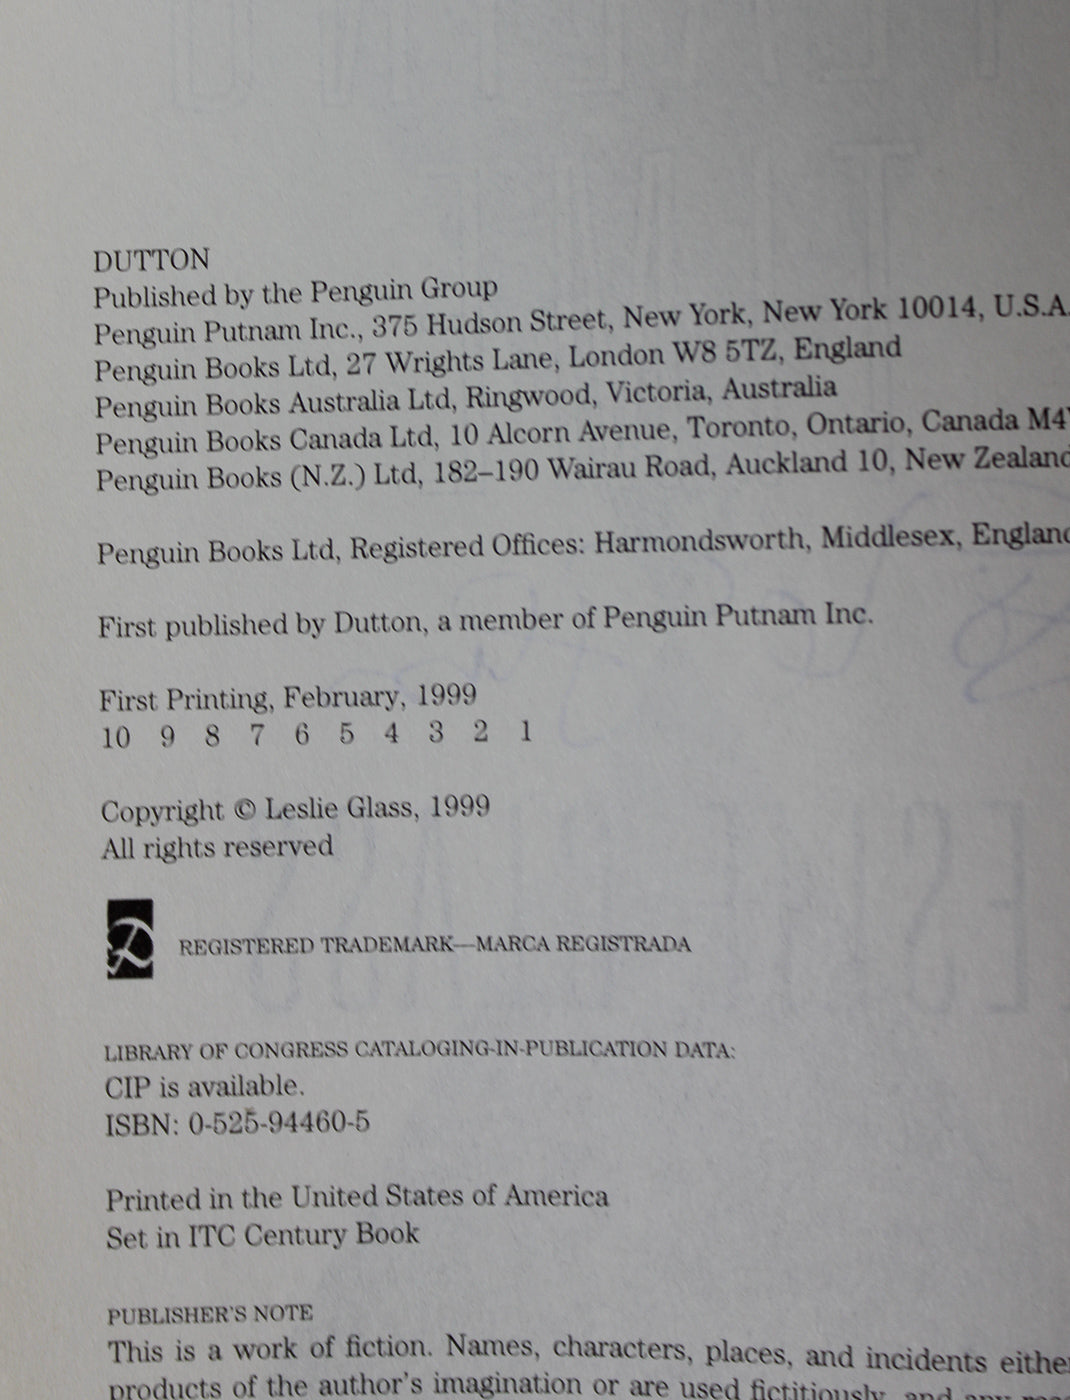 DUTTON
Published by the Penguin Group
Penguin Putnam Inc., 375 Hudson Street, New York, New York 10014, U.S.A.
Penguin Books Ltd, 27 Wrights Lane, London W8 5TZ, England
Penguin Books Australia Ltd, Ringwood, Victoria, Australia
Penguin Books Canada Ltd, 10 Alcorn Avenue, Toronto, Ontario, Canada M4
Penguin Books (N.Z.) Ltd, 182–190 Wairau Road, Auckland 10, New Zealand
Penguin Books Ltd, Registered Offices: Harmondsworth, Middlesex, England
First published by Dutton, a member of Penguin Putnam Inc.
First Printing, February, 1999
10 9 8 7 6 5 4 3 2 1
Copyright © Leslie Glass, 1999
All rights reserved
REGISTERED TRADEMARK—MARCA REGISTRADA
LIBRARY OF CONGRESS CATALOGING-IN-PUBLICATION DATA:
CIP is available.
ISBN: 0-525-94460-5
Printed in the United States of America
Set in ITC Century Book
PUBLISHER'S NOTE
This is a work of fiction. Names, characters, places, and incidents either
products of the author's imagination or are used fictitiously, and any